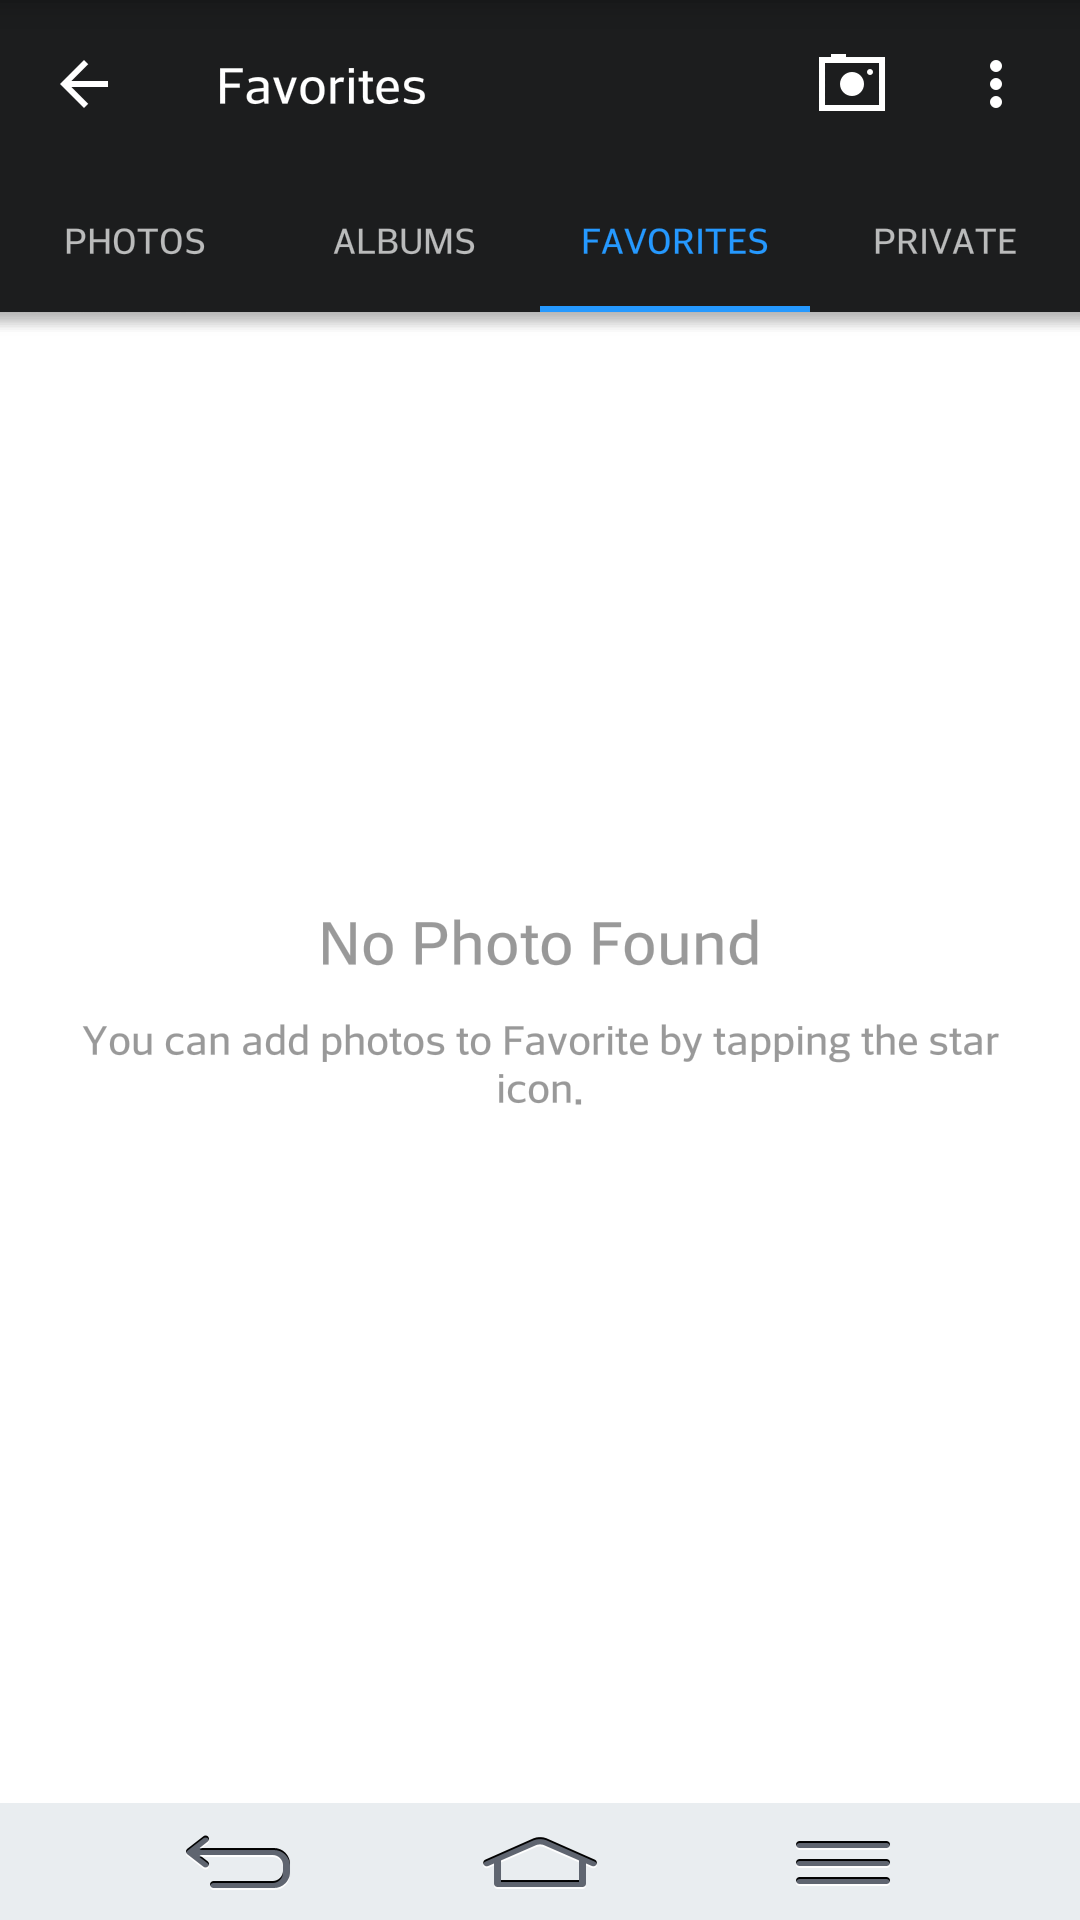 Favorites
PHOTOS ALBUMS FAVORITES PRIVATE
No Photo Found
You can add photos to Favorite by tapping the star
icon.